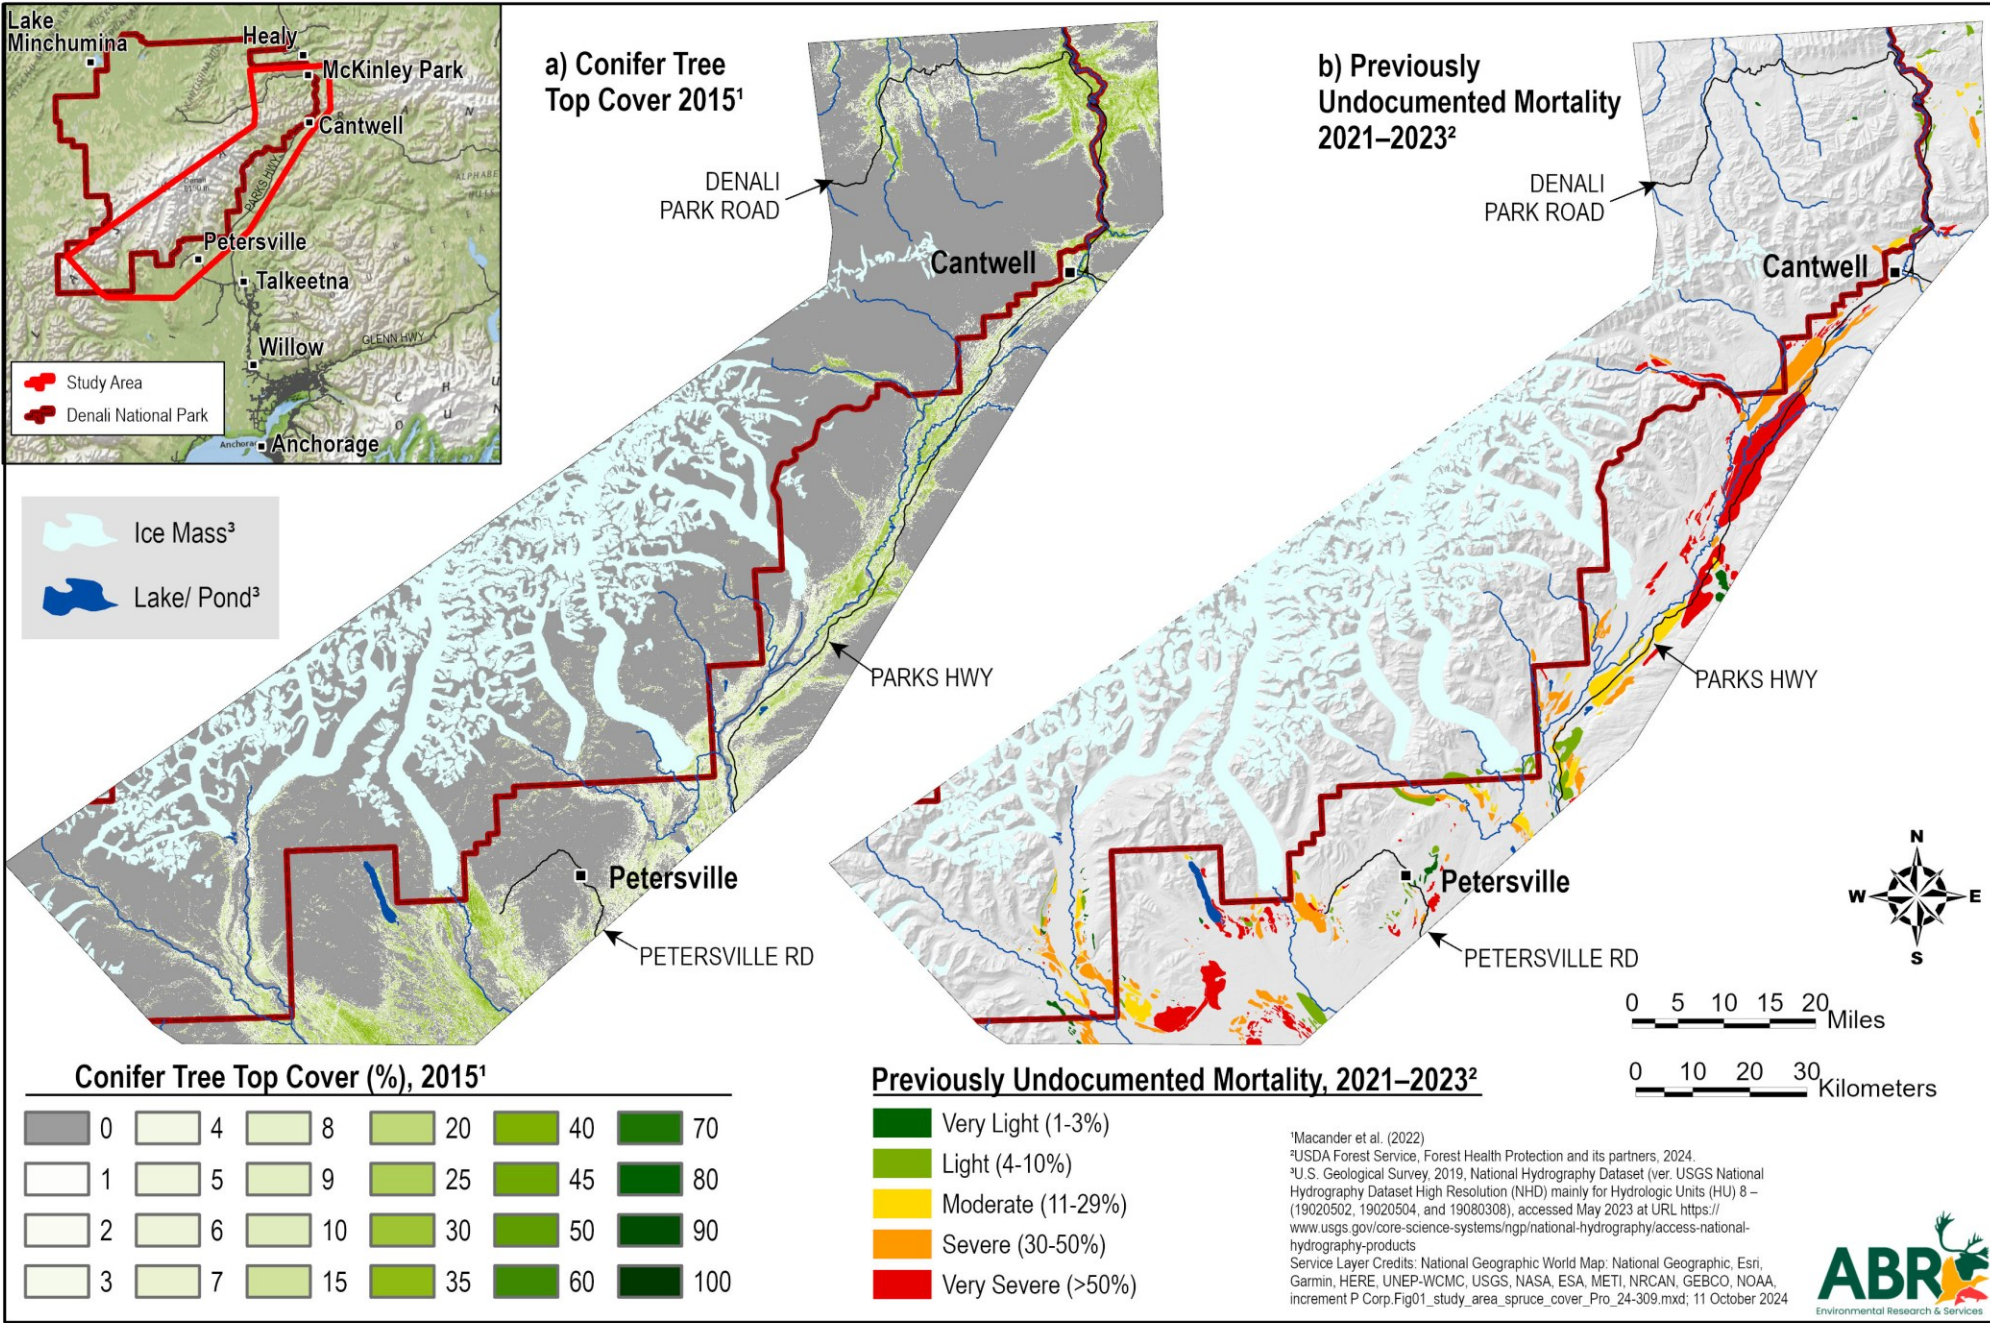 Lake
Minchumina
Healy
McKinley Park
Cantwell
PARKS HWY
Petersville
Talkeetna
Willow
GLENN HWY
Anchorage
Study Area
Denali National Park
Ice Mass³
Lake/ Pond³
a) Conifer Tree
Top Cover 2015¹
DENALI
PARK ROAD
Cantwell
PARKS HWY
Petersville
PETERSVILLE RD
b) Previously
Undocumented Mortality
2021–2023²
DENALI
PARK ROAD
Cantwell
PARKS HWY
Petersville
PETERSVILLE RD
N
W E
S
0 5 10 15 20 Miles
0 10 20 30 Kilometers
Conifer Tree Top Cover (%), 2015¹
0 4 8 20 40 70
1 5 9 25 45 80
2 6 10 30 50 90
3 7 15 35 60 100
Previously Undocumented Mortality, 2021–2023²
Very Light (1-3%)
Light (4-10%)
Moderate (11-29%)
Severe (30-50%)
Very Severe (>50%)
¹Macander et al. (2022)
²USDA Forest Service, Forest Health Protection and its partners, 2024.
³U.S. Geological Survey, 2019, National Hydrography Dataset (ver. USGS National
Hydrography Dataset High Resolution (NHD) mainly for Hydrologic Units (HU) 8 –
(19020502, 19020504, and 19080308), accessed May 2023 at URL https://
www.usgs.gov/core-science-systems/ngp/national-hydrography/access-national-
hydrography-products
Service Layer Credits: National Geographic World Map: National Geographic, Esri,
Garmin, HERE, UNEP-WCMC, USGS, NASA, ESA, METI, NRCAN, GEBCO, NOAA,
increment P Corp.Fig01_study_area_spruce_cover_Pro_24-309.mxd; 11 October 2024
ABR
Environmental Research & Services